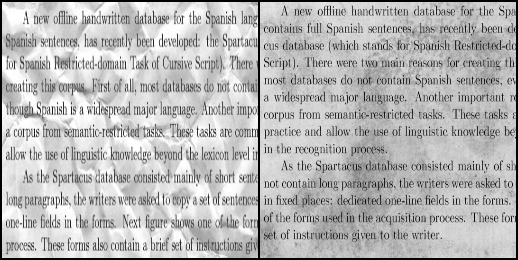 A new offline handwritten database for the Spanish lang
Spanish sentences, has recently been developed: the Spartacu
for Spanish Restricted-domain Task of Cursive Script). There
creating this corpus. First of all, most databases do not contai
though Spanish is a widespread major language. Another impo
a corpus from semantic-restricted tasks. These tasks are comm
allow the use of linguistic knowledge beyond the lexicon level i
As the Spartacus database consisted mainly of short sente
long paragraphs, the writers were asked to copy a set of sentences
one-line fields in the forms. Next figure shows one of the form
process. These forms also contain a brief set of instructions giv
A new offline handwritten database for the Spa
contains full Spanish sentences, has recently been de
cus database (which stands for Spanish Restricted-do
Script). There were two main reasons for creating th
most databases do not contain Spanish sentences, ev
a widespread major language. Another important re
corpus from semantic-restricted tasks. These tasks a
practice and allow the use of linguistic knowledge be
in the recognition process.
As the Spartacus database consisted mainly of sh
not contain long paragraphs, the writers were asked to
in fixed places: dedicated one-line fields in the forms.
of the forms used in the acquisition process. These for
set of instructions given to the writer.